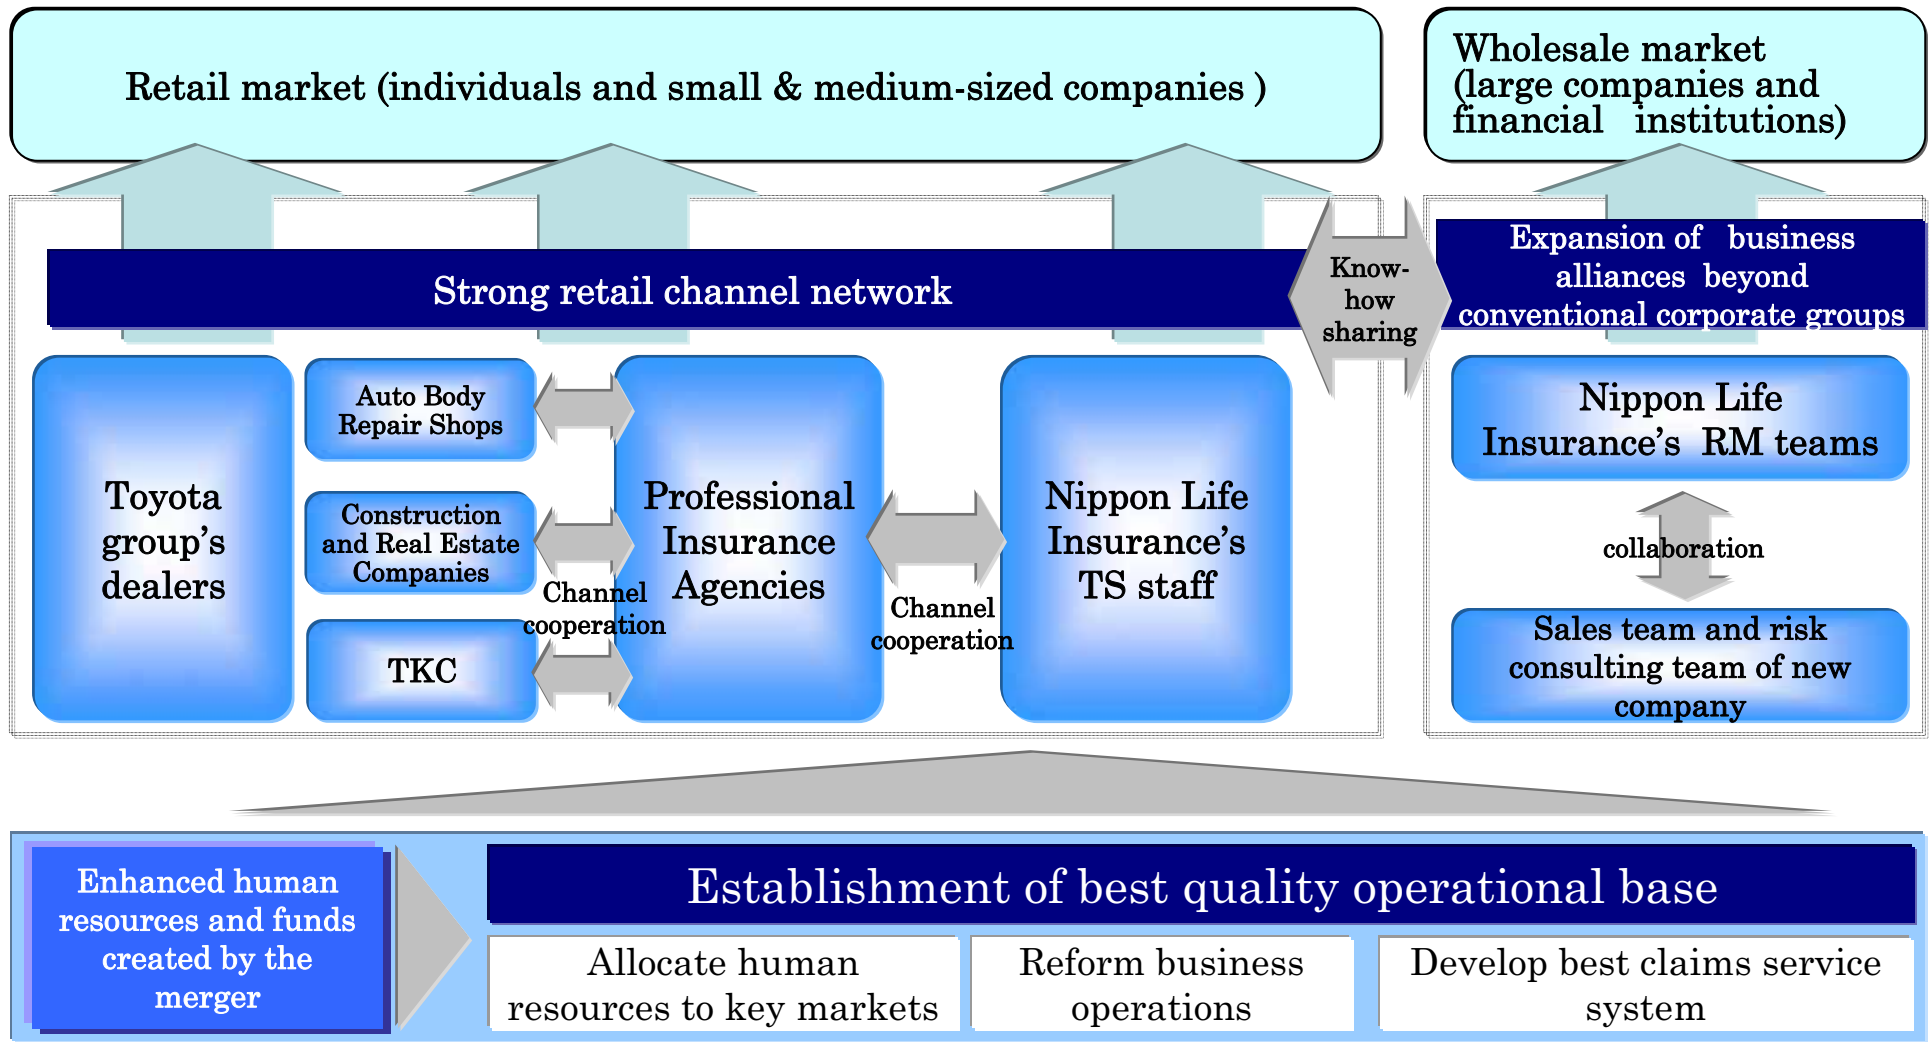 Retail market (individuals and small & medium-sized companies )
Wholesale market
(large companies and
financial institutions)
Strong retail channel network
Know-
how
sharing
Expansion of business
alliances beyond
conventional corporate groups
Toyota
group's
dealers
Auto Body
Repair Shops
Construction
and Real Estate
Companies
TKC
Channel
cooperation
Professional
Insurance
Agencies
Channel
cooperation
Nippon Life
Insurance's
TS staff
Nippon Life
Insurance's RM teams
collaboration
Sales team and risk
consulting team of new
company
Enhanced human
resources and funds
created by the
merger
Establishment of best quality operational base
Allocate human
resources to key markets
Reform business
operations
Develop best claims service
system